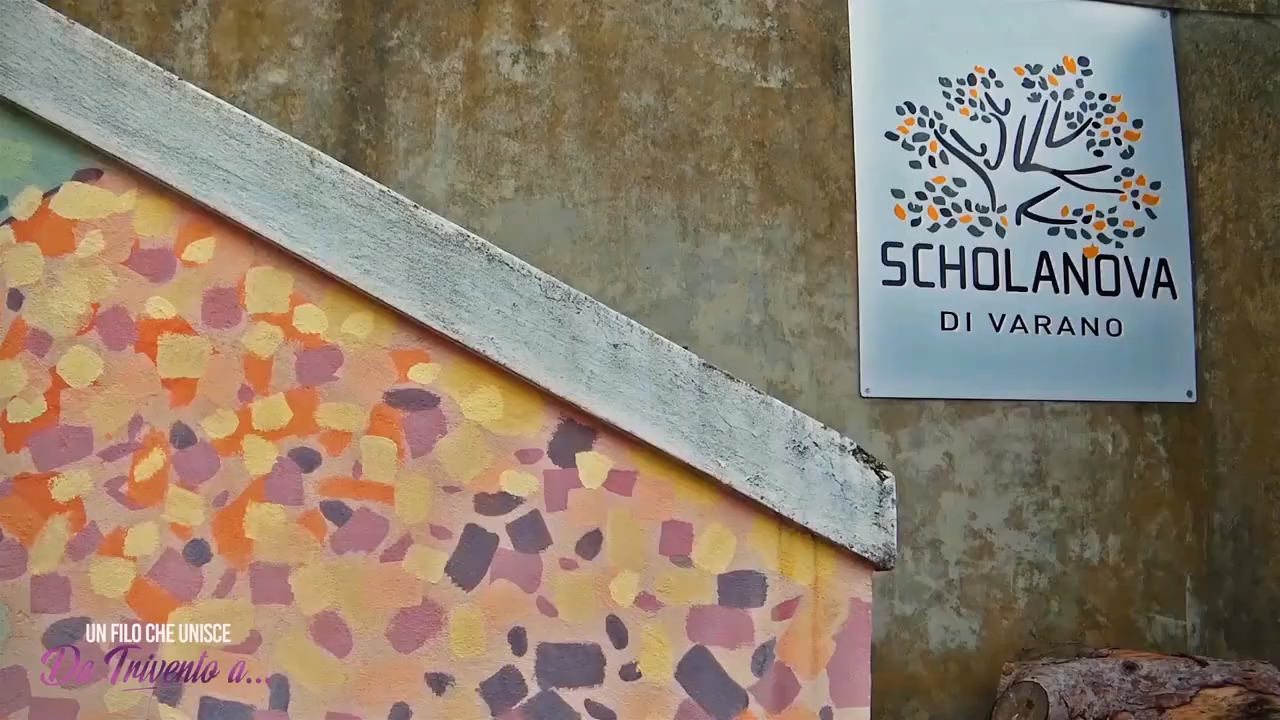 SCHOLANOVA
DI VARANO
UN FILO CHE UNISCE
Da Trivento a...